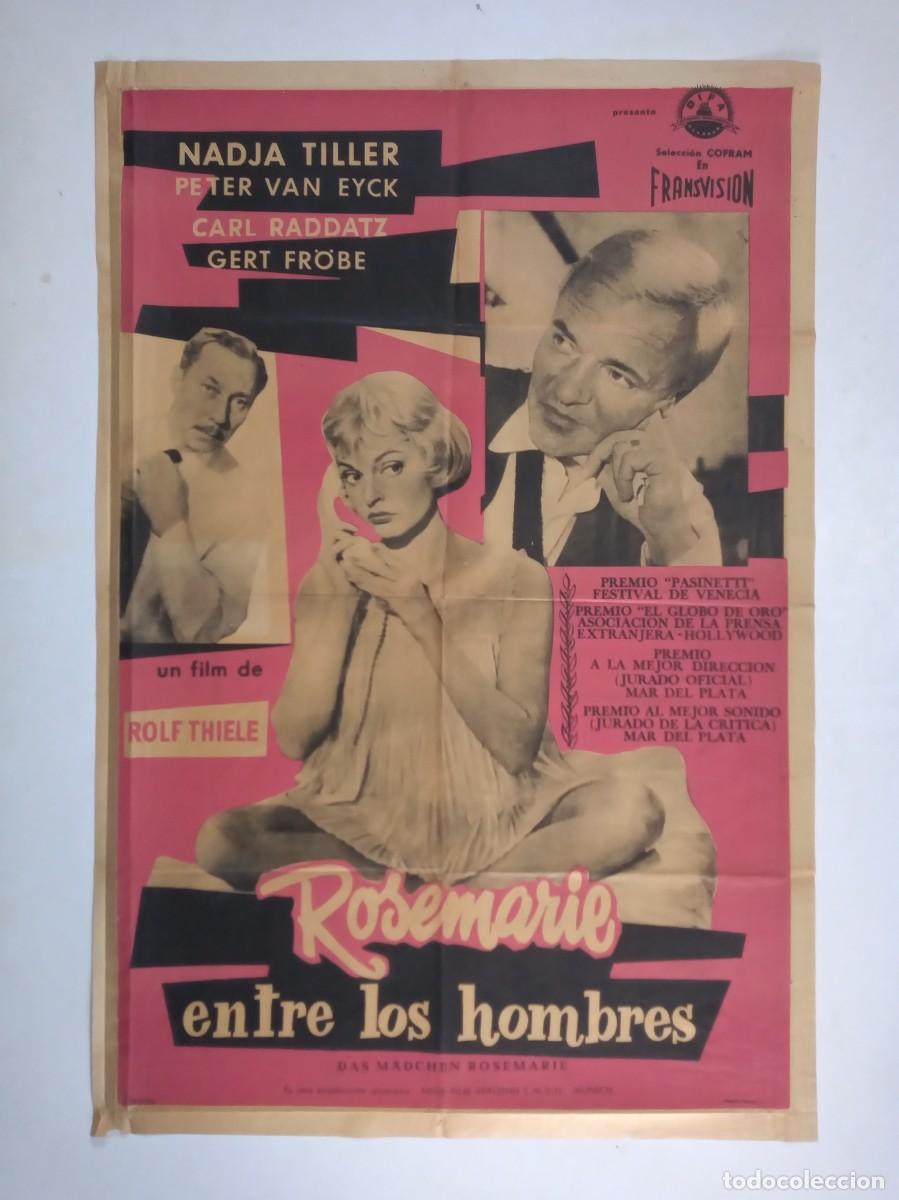 presenta
DIFA
Selección COFRAM
En
FRANSVISION
NADJA TILLER
PETER VAN EYCK
CARL RADDATZ
GERT FRÖBE
PREMIO "PASINETTI"
FESTIVAL DE VENECIA
PREMIO "EL GLOBO DE ORO"
ASOCIACION DE LA PRENSA
EXTRANJERA - HOLLYWOOD
PREMIO
A LA MEJOR DIRECCION
(JURADO OFICIAL)
MAR DEL PLATA
PREMIO AL MEJOR SONIDO
(JURADO DE LA CRITICA)
MAR DEL PLATA
un film de
ROLF THIELE
Rosemarie
entre los hombres
DAS MÄDCHEN ROSEMARIE
todocoleccion